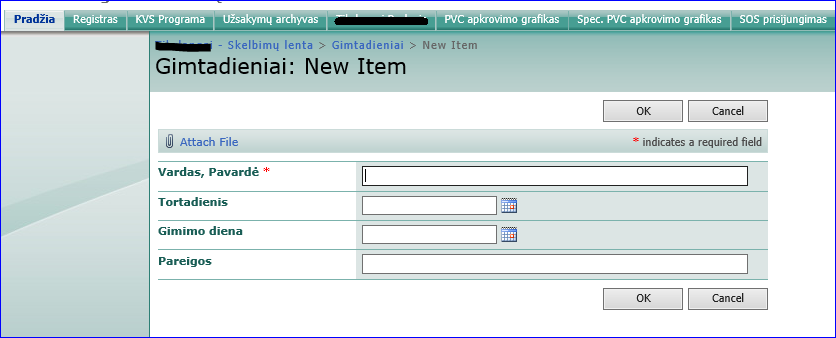 Pradžia Registras KVS Programa Užsakymų archyvas PVC apkrovimo grafikas Spec. PVC apkrovimo grafikas SOS prisijungimas
- Skelbimų lenta > Gimtadieniai > New Item
Gimtadieniai: New Item
OK Cancel
Attach File * indicates a required field
Vardas, Pavardė *
Tortadienis
Gimimo diena
Pareigos
OK Cancel